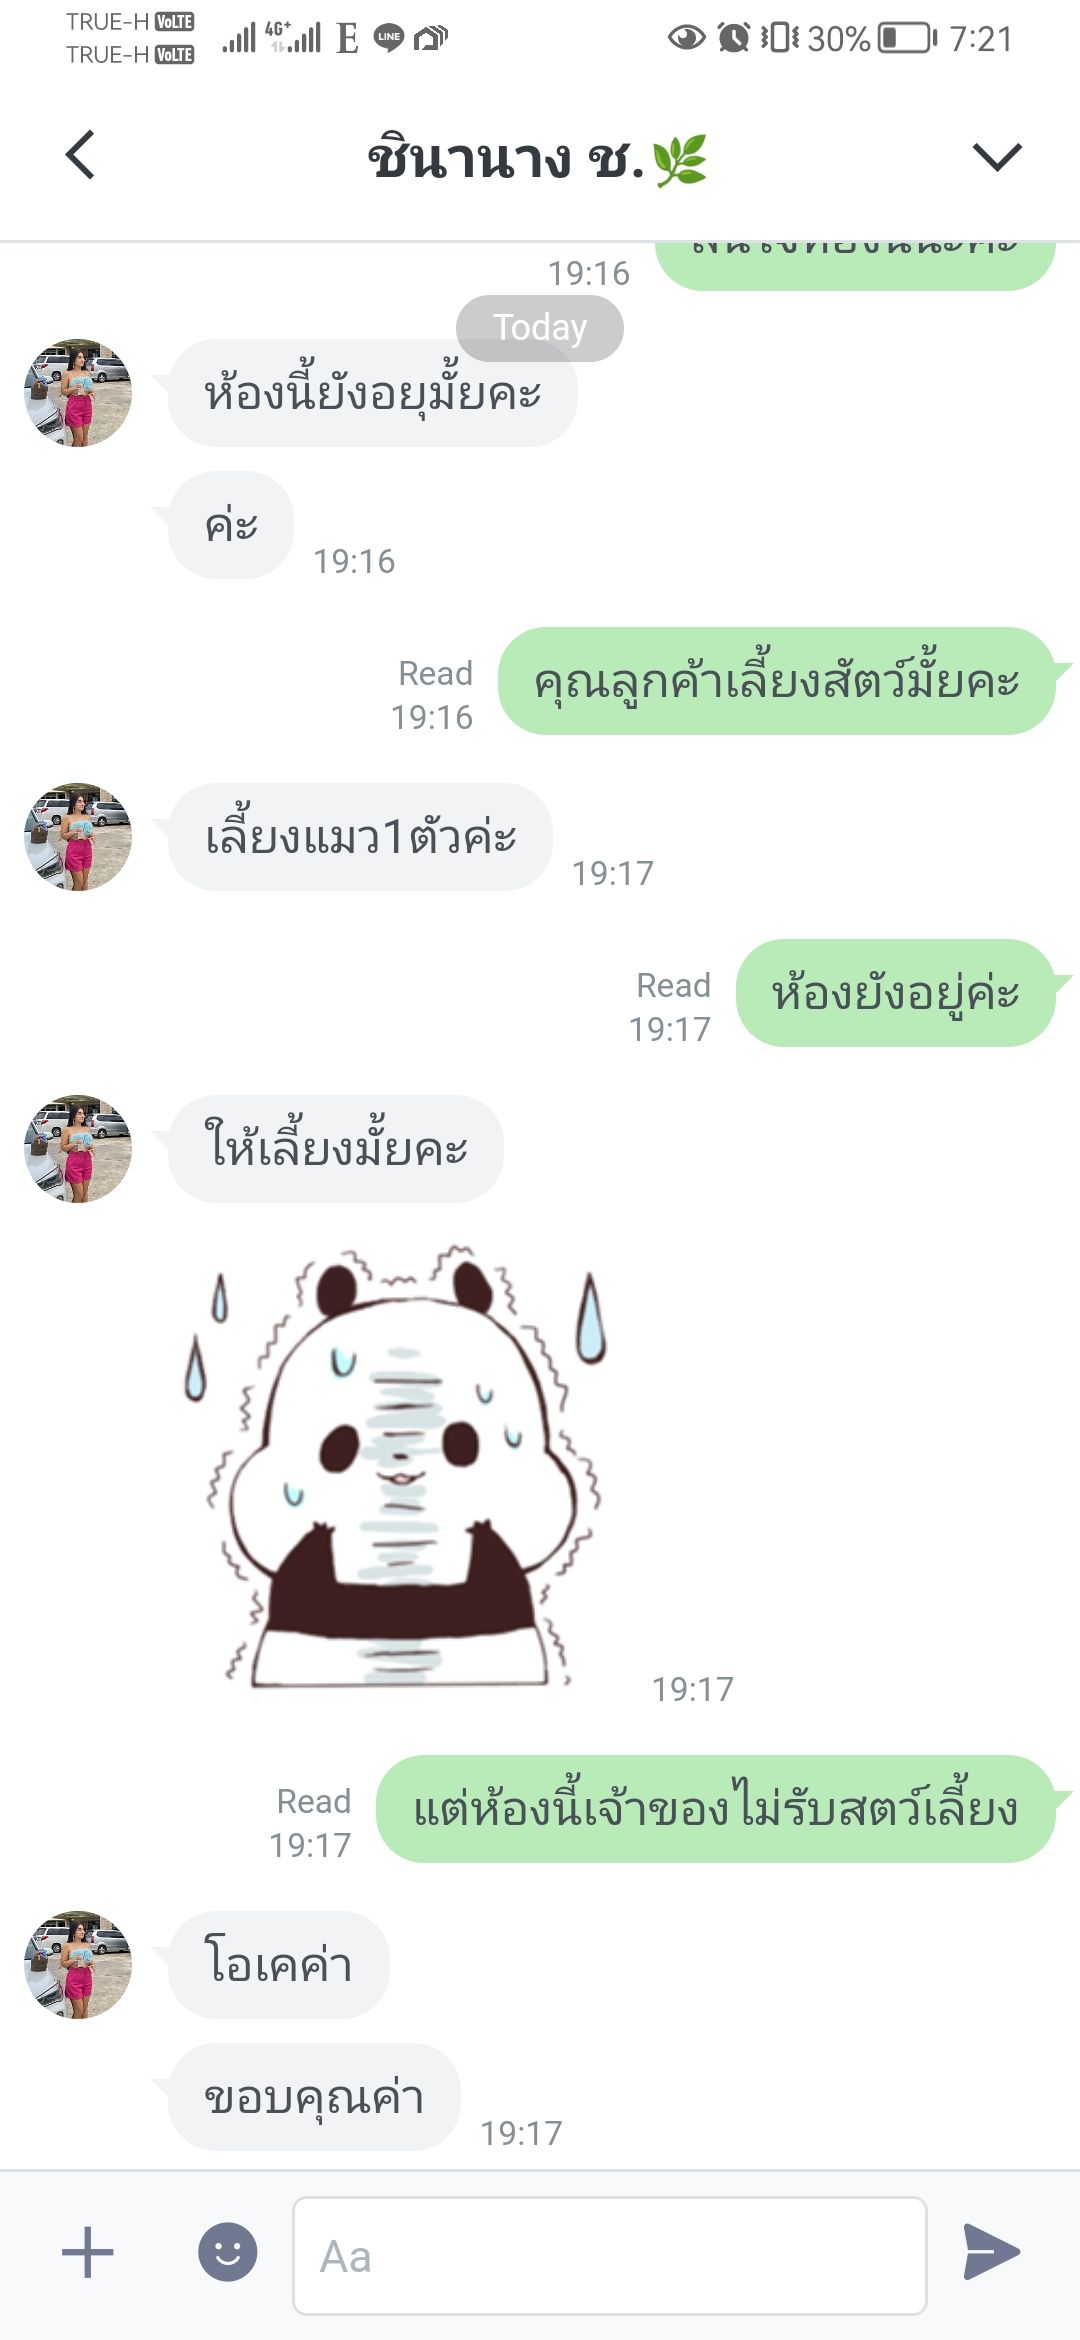 TRUE-H VoLTE
TRUE-H VoLTE
4G+
E
LINE
30%
7:21
ชินานาง ช.
19:16
Today
ห้องนี้ยังอยุมั้ยคะ
ค่ะ
19:16
คุณลูกค้าเลี้ยงสัตว์มั้ยคะ
Read
19:16
เลี้ยงแมว1ตัวค่ะ
19:17
ห้องยังอยู่ค่ะ
Read
19:17
ให้เลี้ยงมั้ยคะ
19:17
แต่ห้องนี้เจ้าของไม่รับสตว์เลี้ยง
Read
19:17
โอเคค่า
ขอบคุณค่า
19:17
Aa